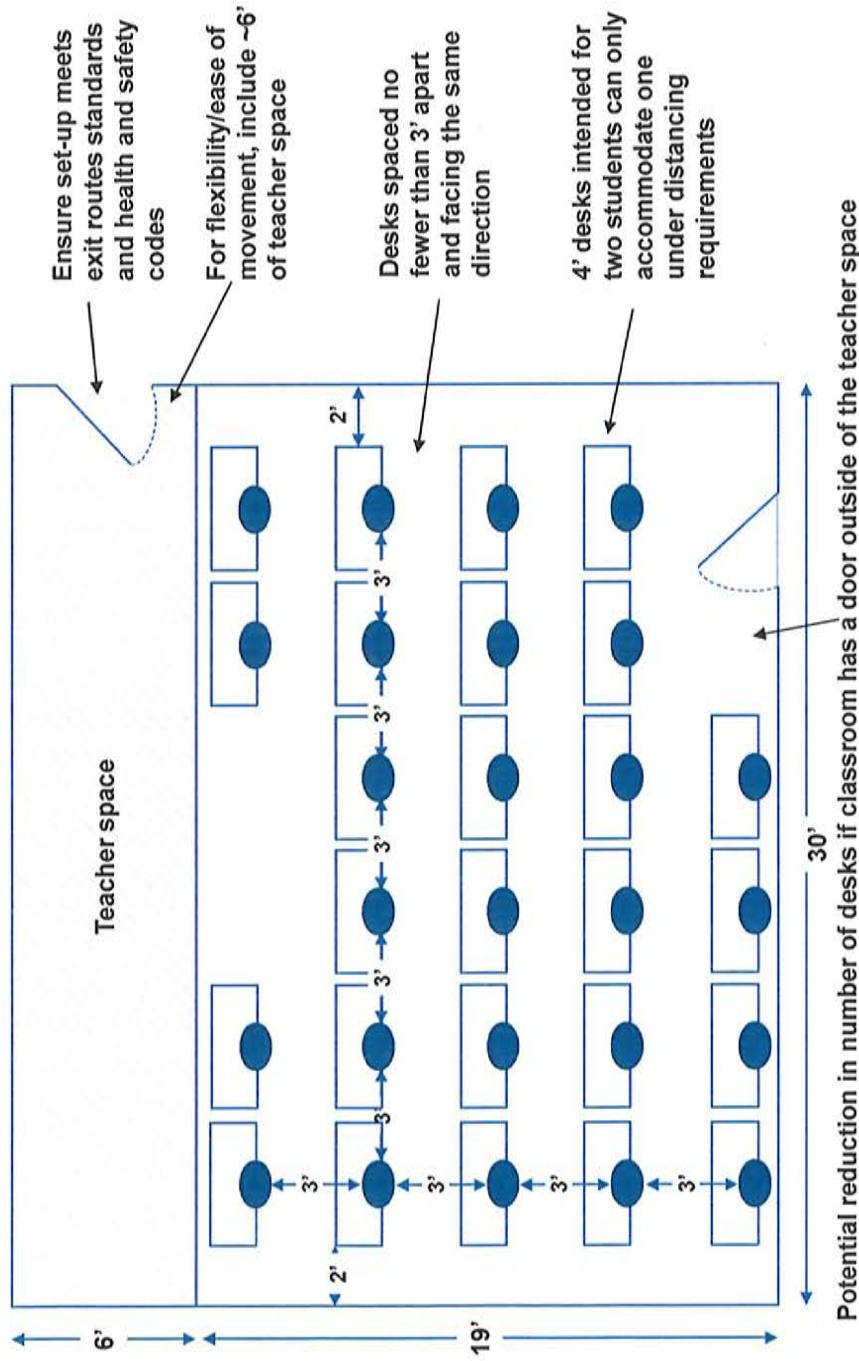 Ensure set-up meets
exit routes standards
and health and safety
codes
For flexibility/ease of
movement, include ~6’
of teacher space
Desks spaced no
fewer than 3’ apart
and facing the same
direction
4’ desks intended for
two students can only
accommodate one
under distancing
requirements
6’
Teacher space
19’
2’
2’
3’
3’
3’
3’
3’
3’
3’
3’
3’
30’
Potential reduction in number of desks if classroom has a door outside of the teacher space